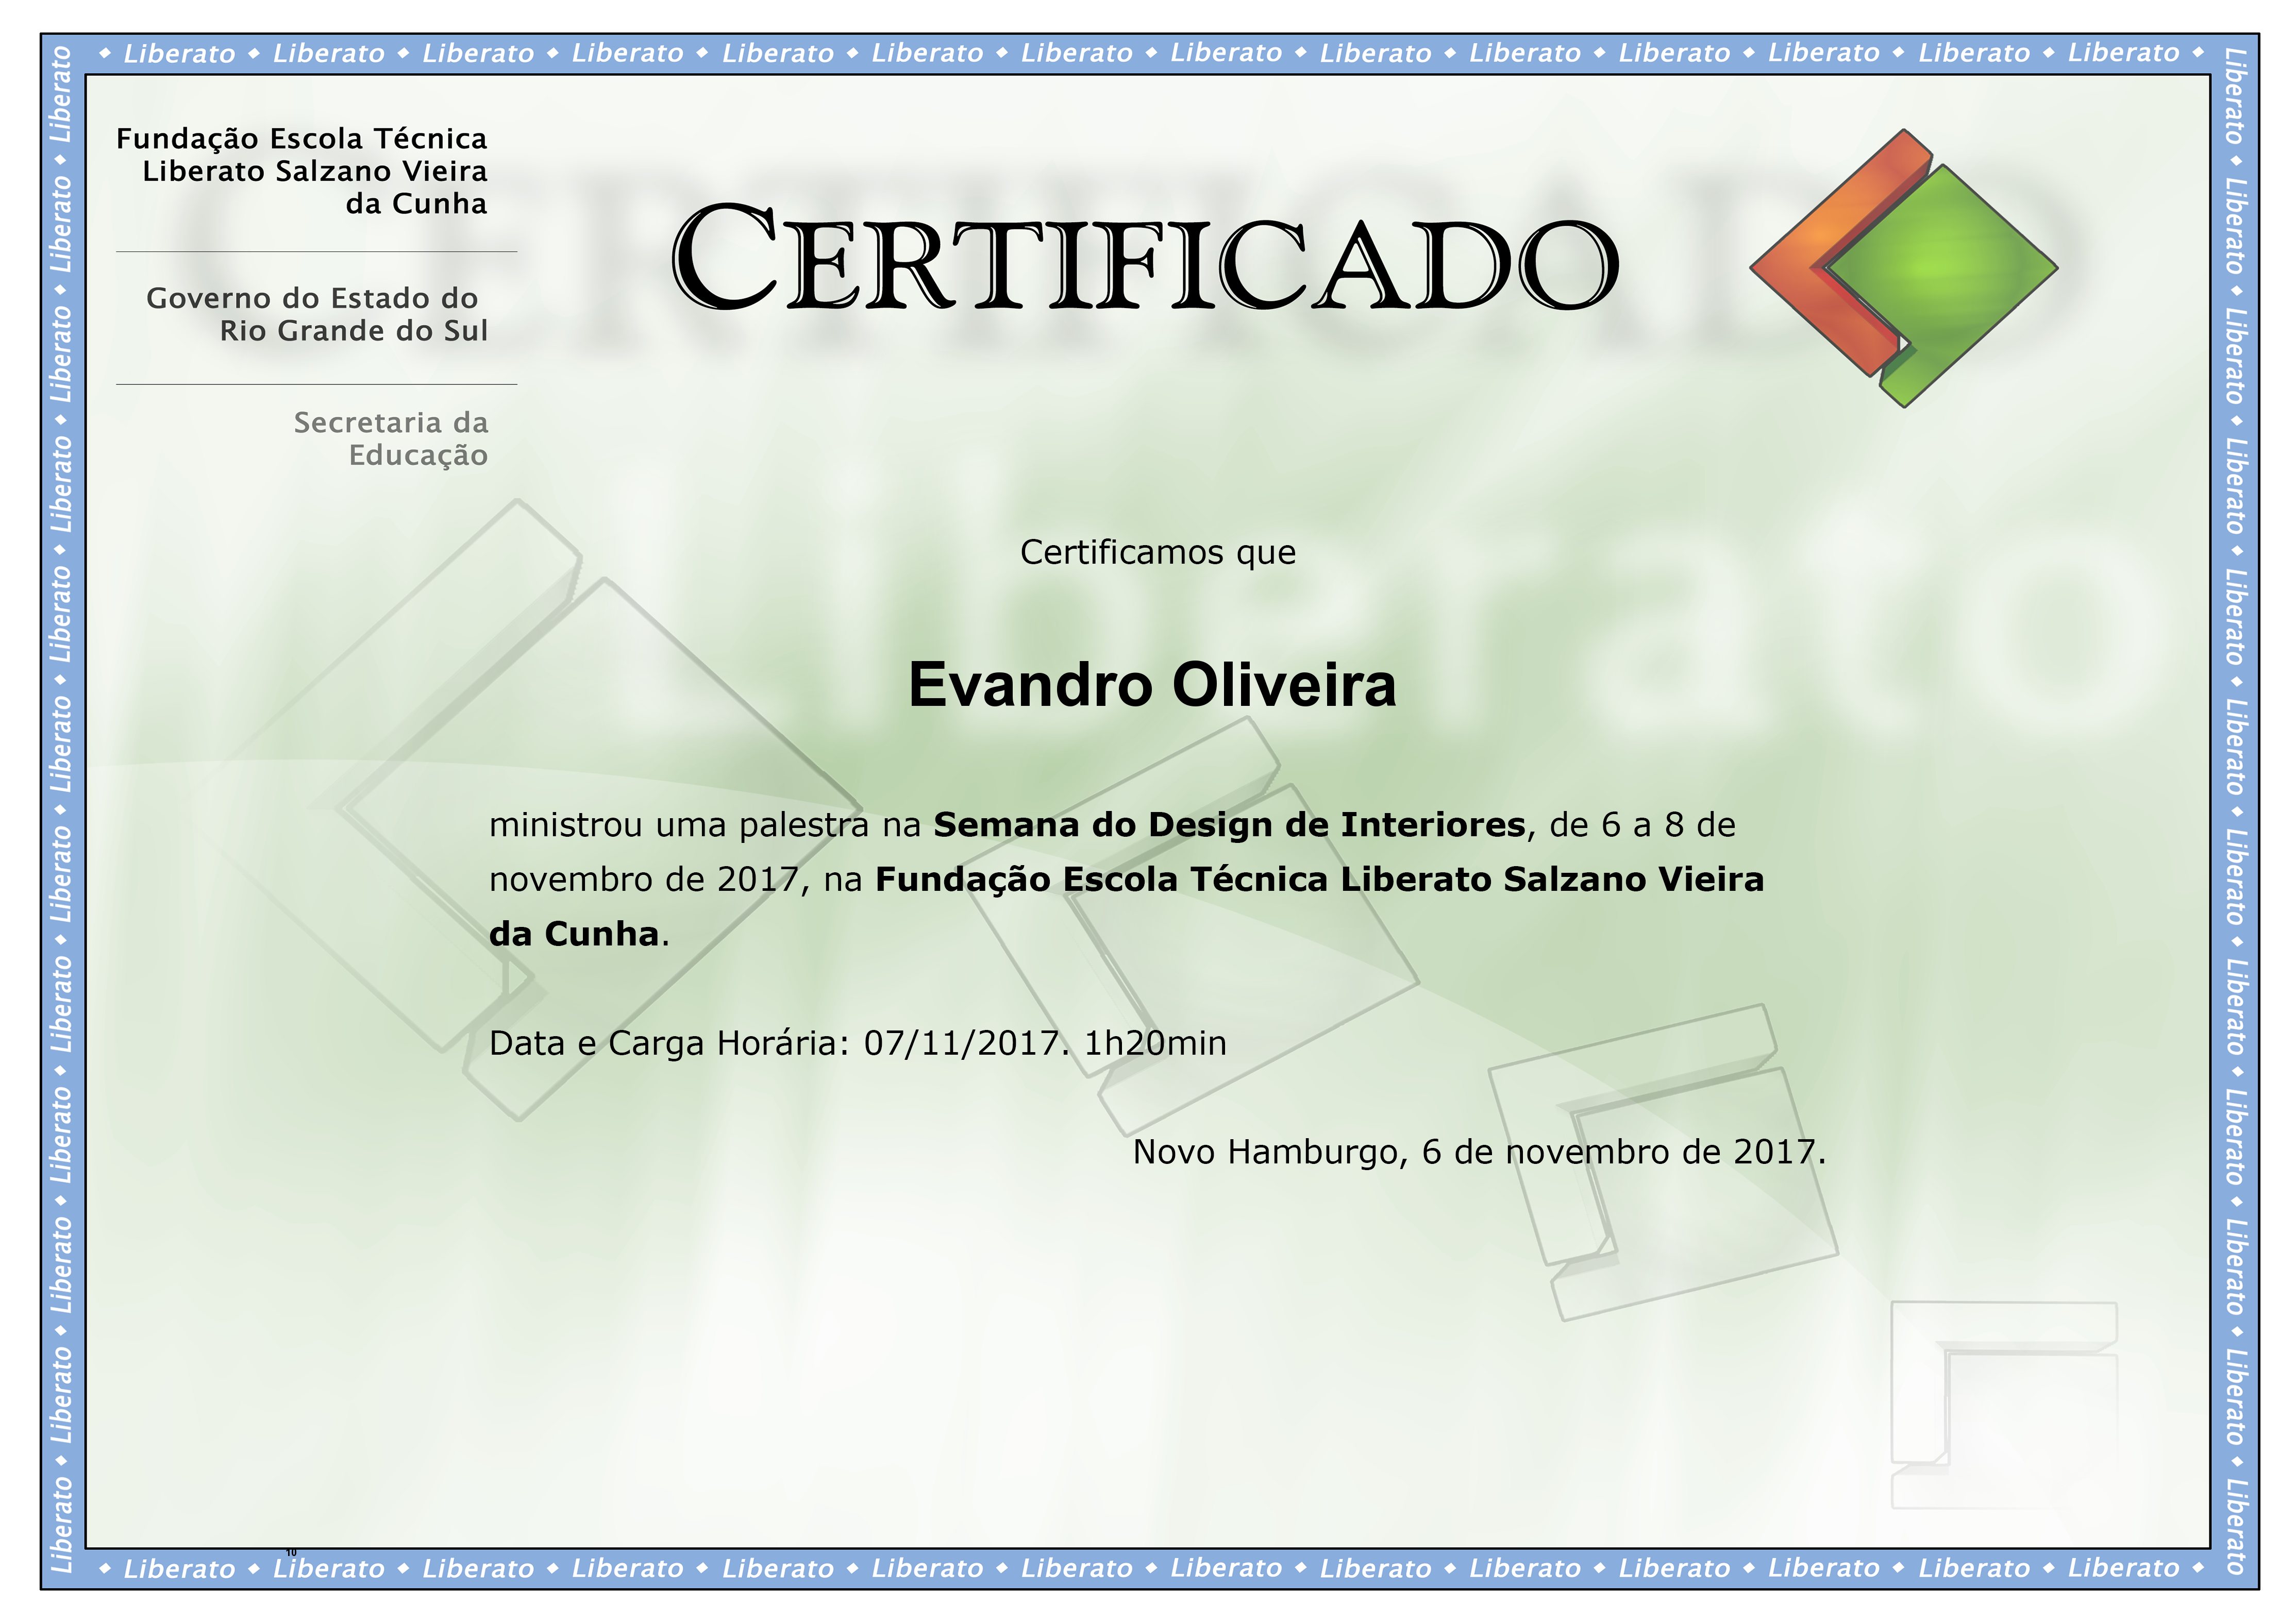 ◆ Liberato ◆ Liberato ◆ Liberato ◆ Liberato ◆ Liberato ◆ Liberato ◆ Liberato ◆ Liberato ◆ Liberato ◆ Liberato ◆ Liberato ◆ Liberato ◆ Liberato ◆ Liberato ◆
Liberato ◆ Liberato ◆ Liberato ◆ Liberato ◆ Liberato ◆ Liberato ◆ Liberato ◆ Liberato ◆ Liberato ◆ Liberato ◆ Liberato ◆ Liberato
Fundação Escola Técnica
Liberato Salzano Vieira
da Cunha
Governo do Estado do
Rio Grande do Sul
Secretaria da
Educação
CERTIFICADO
CERTIFICADO
Liberato
Certificamos que
Evandro Oliveira
ministrou uma palestra na Semana do Design de Interiores, de 6 a 8 de
novembro de 2017, na Fundação Escola Técnica Liberato Salzano Vieira
da Cunha.
Data e Carga Horária: 07/11/2017. 1h20min
Novo Hamburgo, 6 de novembro de 2017.
Liberato ◆ Liberato ◆ Liberato ◆ Liberato ◆ Liberato ◆ Liberato ◆ Liberato ◆ Liberato ◆ Liberato ◆ Liberato ◆ Liberato ◆ Liberato
10
◆ Liberato ◆ Liberato ◆ Liberato ◆ Liberato ◆ Liberato ◆ Liberato ◆ Liberato ◆ Liberato ◆ Liberato ◆ Liberato ◆ Liberato ◆ Liberato ◆ Liberato ◆ Liberato ◆